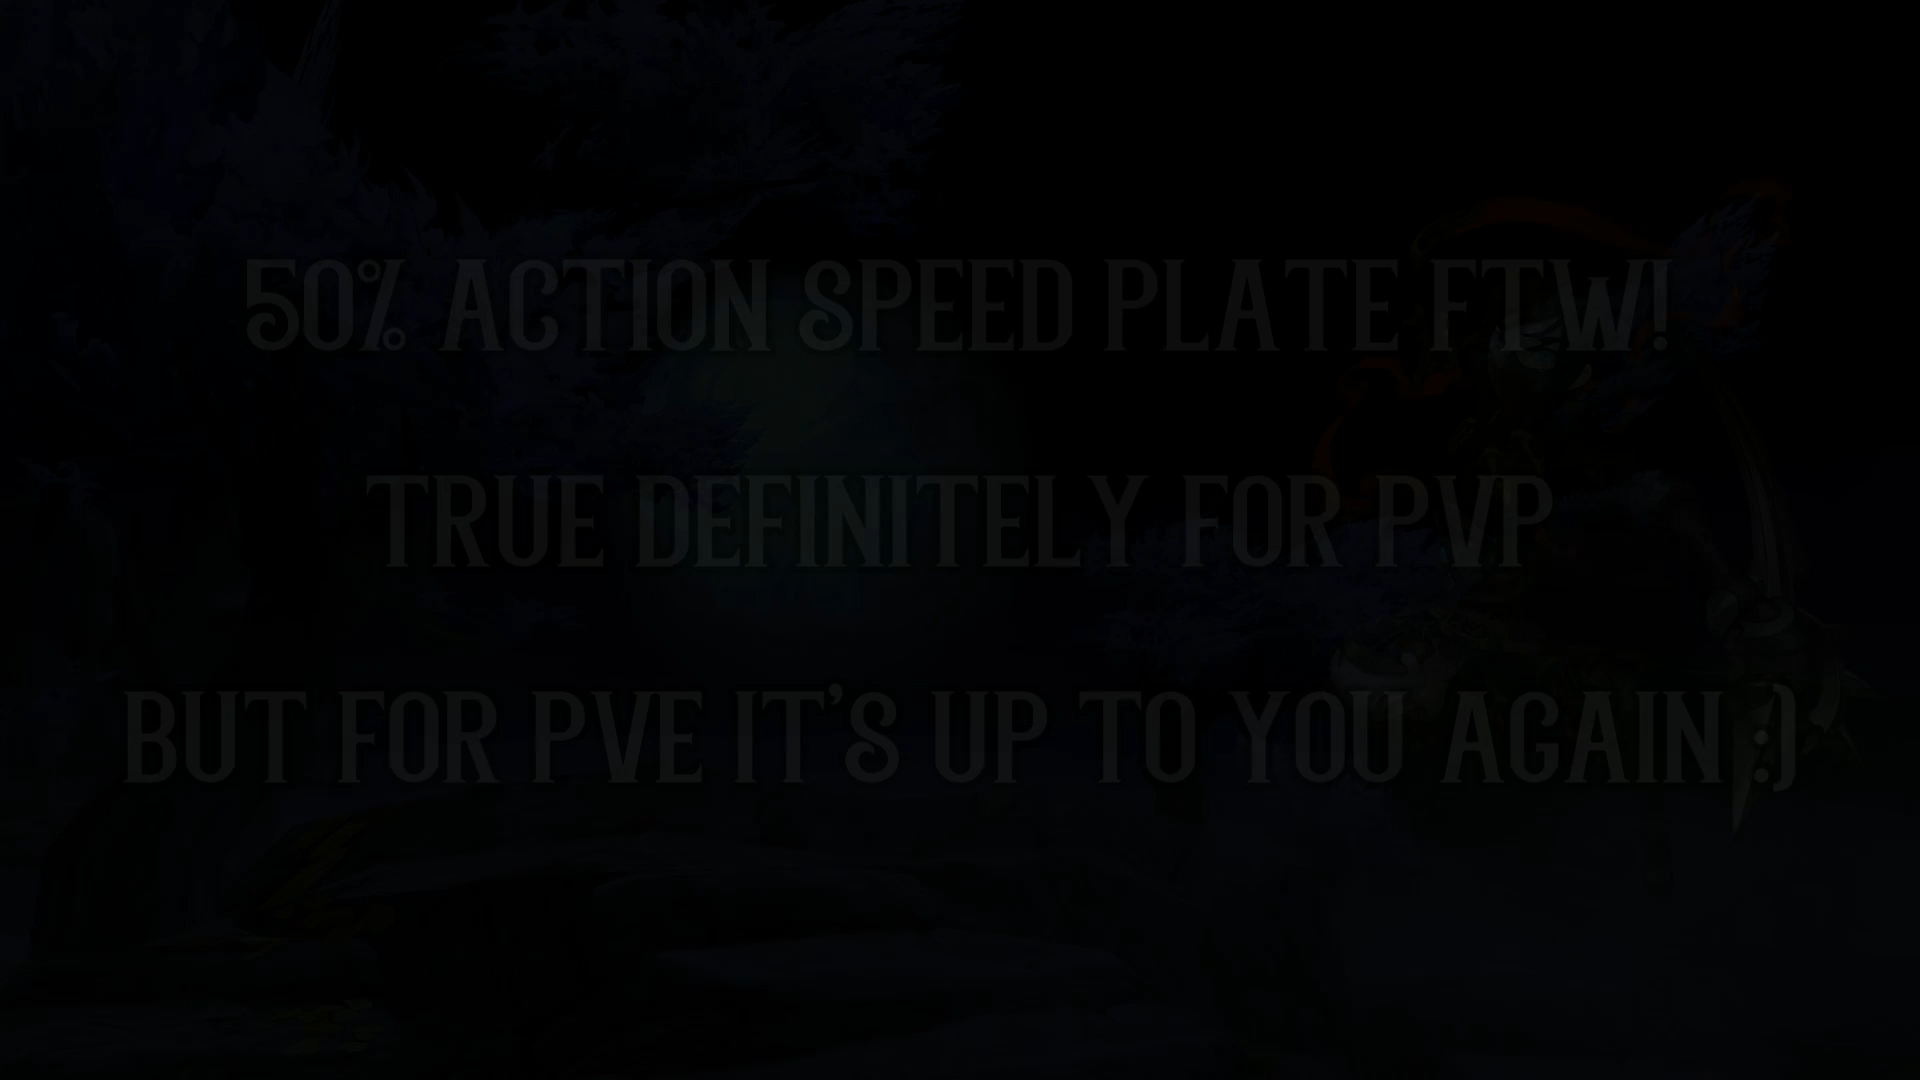 50% ACTION SPEED PLATE FTW!
TRUE DEFINITELY FOR PVP
BUT FOR PVE IT'S UP TO YOU AGAIN :)